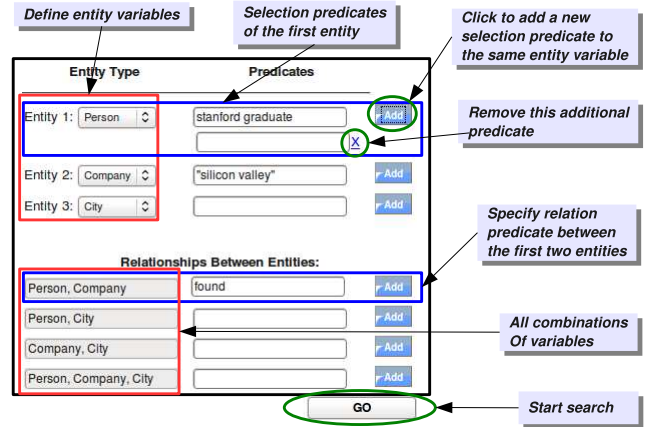 Define entity variables
Selection predicates
of the first entity
Click to add a new
selection predicate to
the same entity variable
Entity Type
Predicates
Entity 1: Person
stanford graduate
Add
X
Remove this additional
predicate
Entity 2: Company
"silicon valley"
Add
Entity 3: City
Add
Specify relation
predicate between
the first two entities
Relationships Between Entities:
Person, Company
found
Add
Person, City
Add
All combinations
Of variables
Company, City
Add
Person, Company, City
Add
GO
Start search